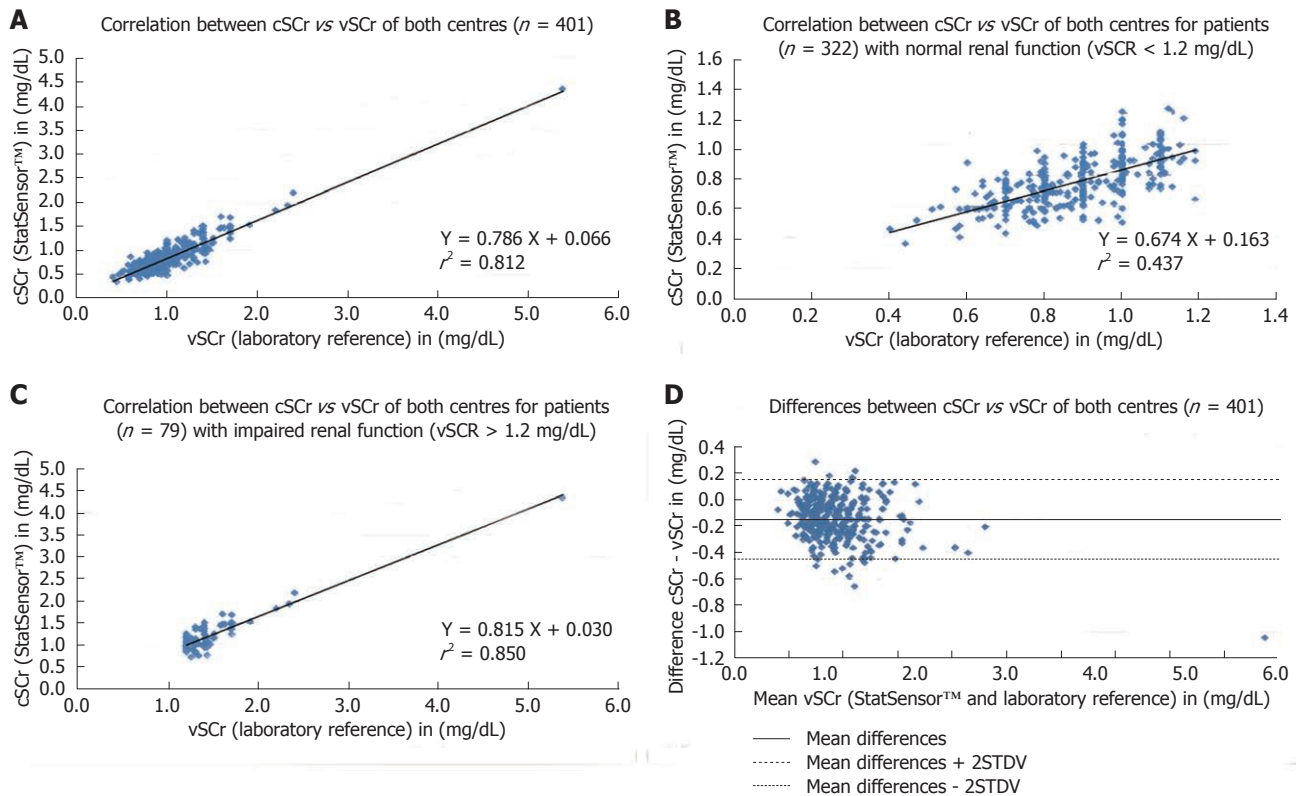 A
Correlation between cSCr vs vSCr of both centres (n = 401)
cSCr (StatSensor™) in (mg/dL)
5.0
4.5
4.0
3.5
3.0
2.5
2.0
1.5
1.0
0.5
0.0
Y = 0.786 X + 0.066
r² = 0.812
0.0 1.0 2.0 3.0 4.0 5.0 6.0
vSCr (laboratory reference) in (mg/dL)
B
Correlation between cSCr vs vSCr of both centres for patients
(n = 322) with normal renal function (vSCR < 1.2 mg/dL)
cSCr (StatSensor™) in (mg/dL)
1.6
1.4
1.2
1.0
0.8
0.6
0.4
0.2
0.0
Y = 0.674 X + 0.163
r² = 0.437
0.0 0.2 0.4 0.6 0.8 1.0 1.2 1.4
vSCr (laboratory reference) in (mg/dL)
C
Correlation between cSCr vs vSCr of both centres for patients
(n = 79) with impaired renal function (vSCR > 1.2 mg/dL)
cSCr (StatSensor™) in (mg/dL)
5.0
4.5
4.0
3.5
3.0
2.5
2.0
1.5
1.0
0.5
0.0
Y = 0.815 X + 0.030
r² = 0.850
0.0 1.0 2.0 3.0 4.0 5.0 6.0
vSCr (laboratory reference) in (mg/dL)
D
Differences between cSCr vs vSCr of both centres (n = 401)
Difference cSCr - vSCr in (mg/dL)
0.4
0.2
0.0
-0.2
-0.4
-0.6
-0.8
-1.0
-1.2
0.0 1.0 2.0 3.0 4.0 5.0 6.0
Mean vSCr (StatSensor™ and laboratory reference) in (mg/dL)
Mean differences
Mean differences + 2STDV
Mean differences - 2STDV